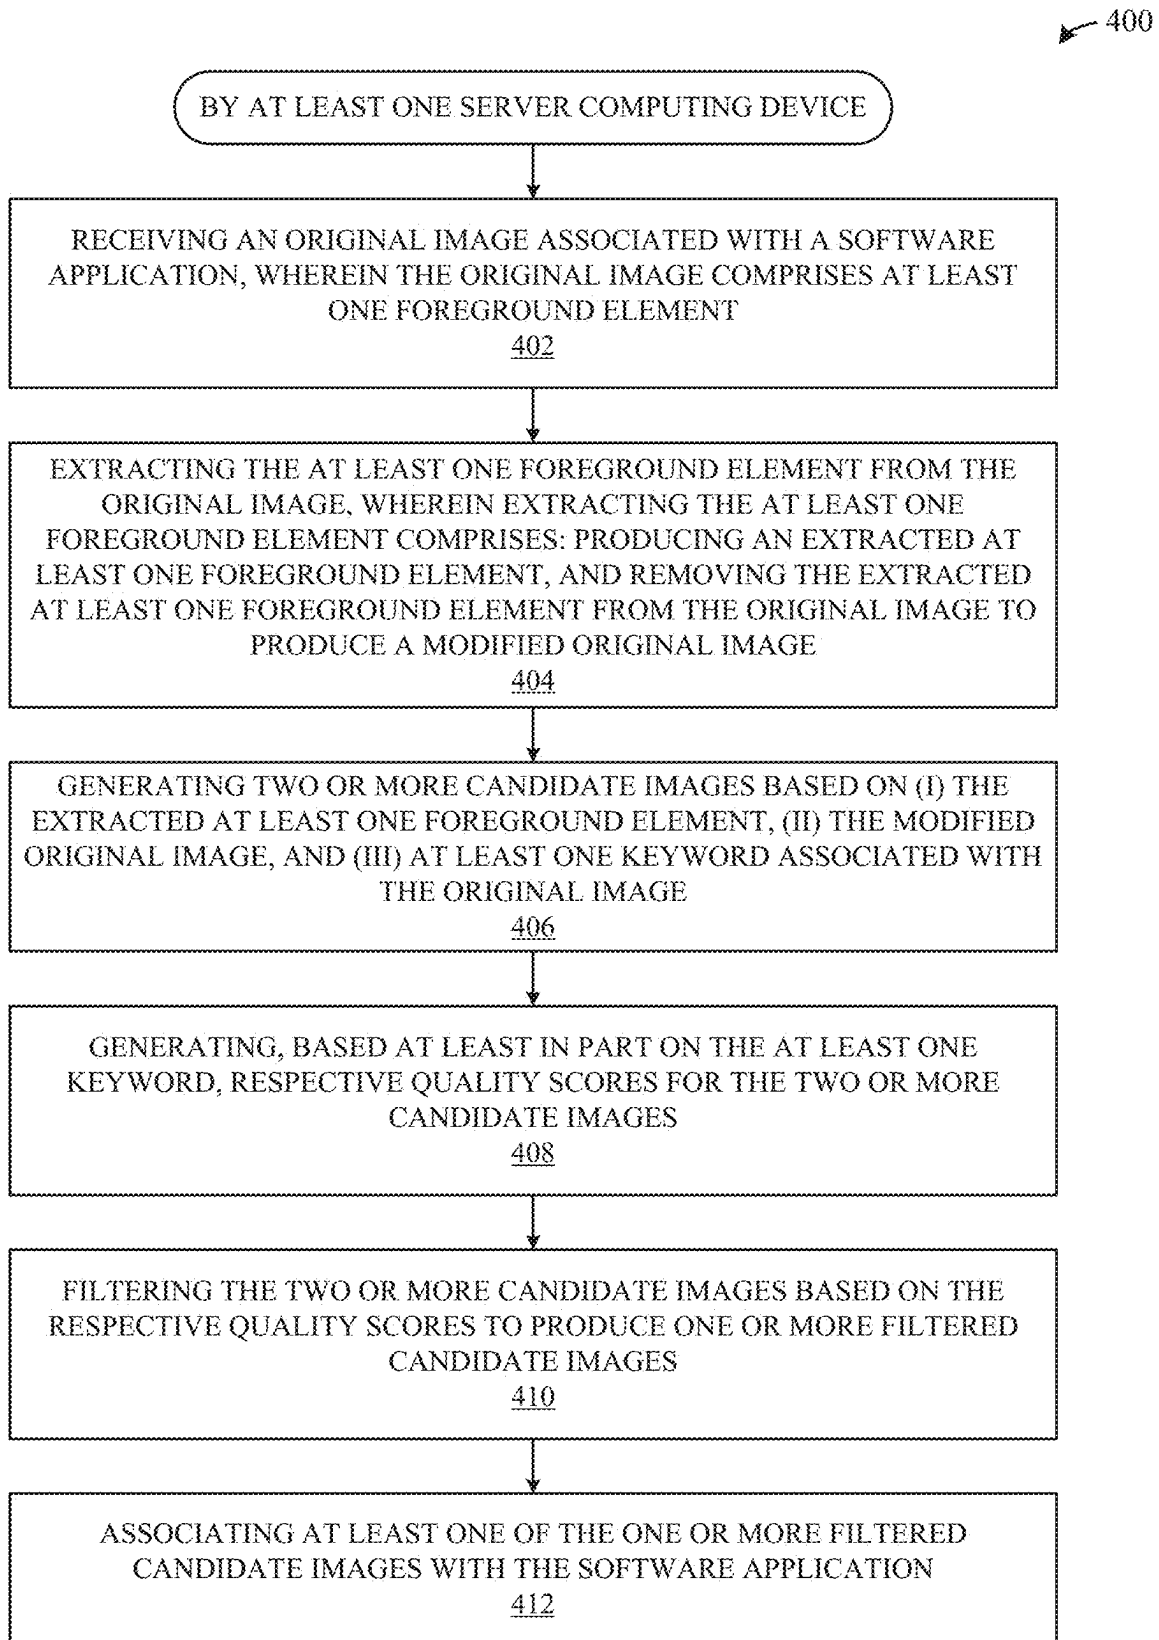 400
BY AT LEAST ONE SERVER COMPUTING DEVICE
RECEIVING AN ORIGINAL IMAGE ASSOCIATED WITH A SOFTWARE
APPLICATION, WHEREIN THE ORIGINAL IMAGE COMPRISES AT LEAST
ONE FOREGROUND ELEMENT
402
EXTRACTING THE AT LEAST ONE FOREGROUND ELEMENT FROM THE
ORIGINAL IMAGE, WHEREIN EXTRACTING THE AT LEAST ONE
FOREGROUND ELEMENT COMPRISES: PRODUCING AN EXTRACTED AT
LEAST ONE FOREGROUND ELEMENT, AND REMOVING THE EXTRACTED
AT LEAST ONE FOREGROUND ELEMENT FROM THE ORIGINAL IMAGE TO
PRODUCE A MODIFIED ORIGINAL IMAGE
404
GENERATING TWO OR MORE CANDIDATE IMAGES BASED ON (I) THE
EXTRACTED AT LEAST ONE FOREGROUND ELEMENT, (II) THE MODIFIED
ORIGINAL IMAGE, AND (III) AT LEAST ONE KEYWORD ASSOCIATED WITH
THE ORIGINAL IMAGE
406
GENERATING, BASED AT LEAST IN PART ON THE AT LEAST ONE
KEYWORD, RESPECTIVE QUALITY SCORES FOR THE TWO OR MORE
CANDIDATE IMAGES
408
FILTERING THE TWO OR MORE CANDIDATE IMAGES BASED ON THE
RESPECTIVE QUALITY SCORES TO PRODUCE ONE OR MORE FILTERED
CANDIDATE IMAGES
410
ASSOCIATING AT LEAST ONE OF THE ONE OR MORE FILTERED
CANDIDATE IMAGES WITH THE SOFTWARE APPLICATION
412